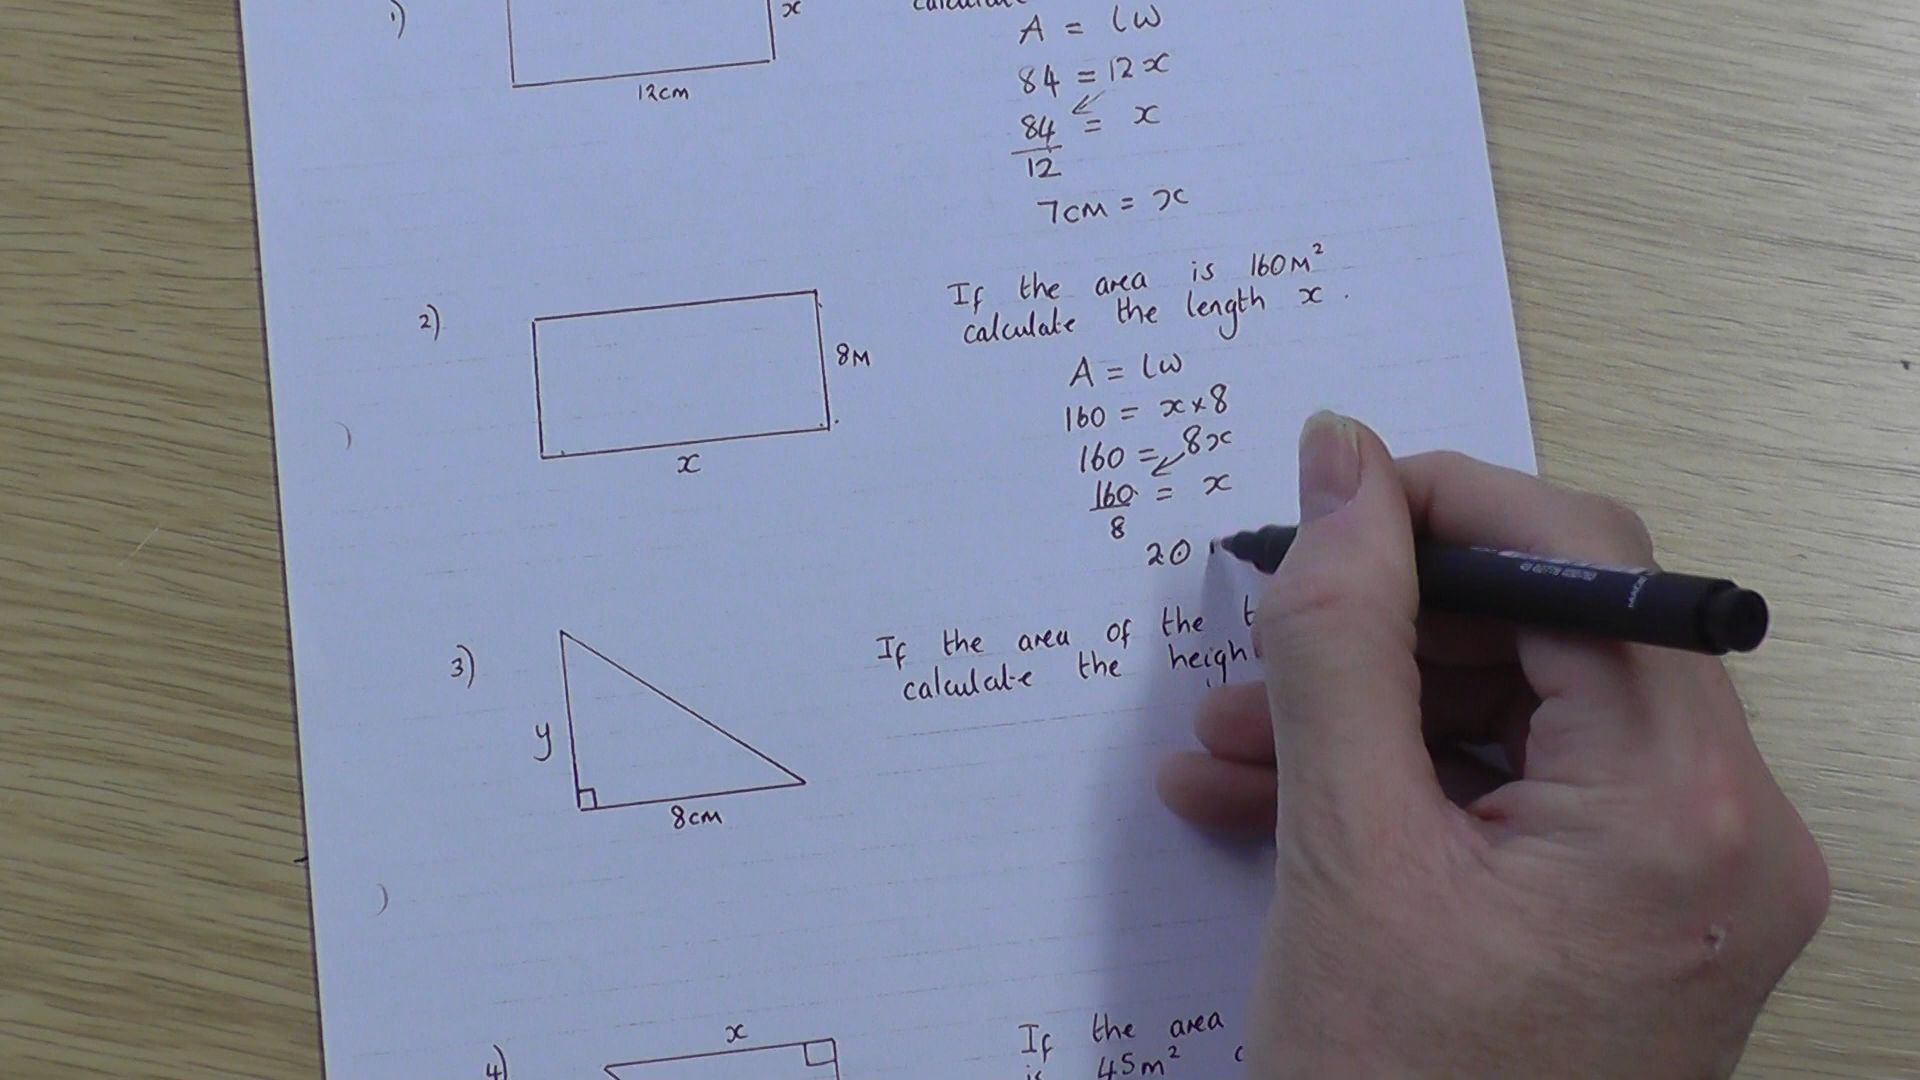 1)
x
12cm
A = lw
84 = 12x
84 = x
12
7cm = x
2)
8m
x
If the area is 160m²
calculate the length x.
A = lw
160 = x×8
160 = 8x
160 = x
8
20
3)
y
8cm
If the area of the
calculate the
4)
x
If the area
is 45m²